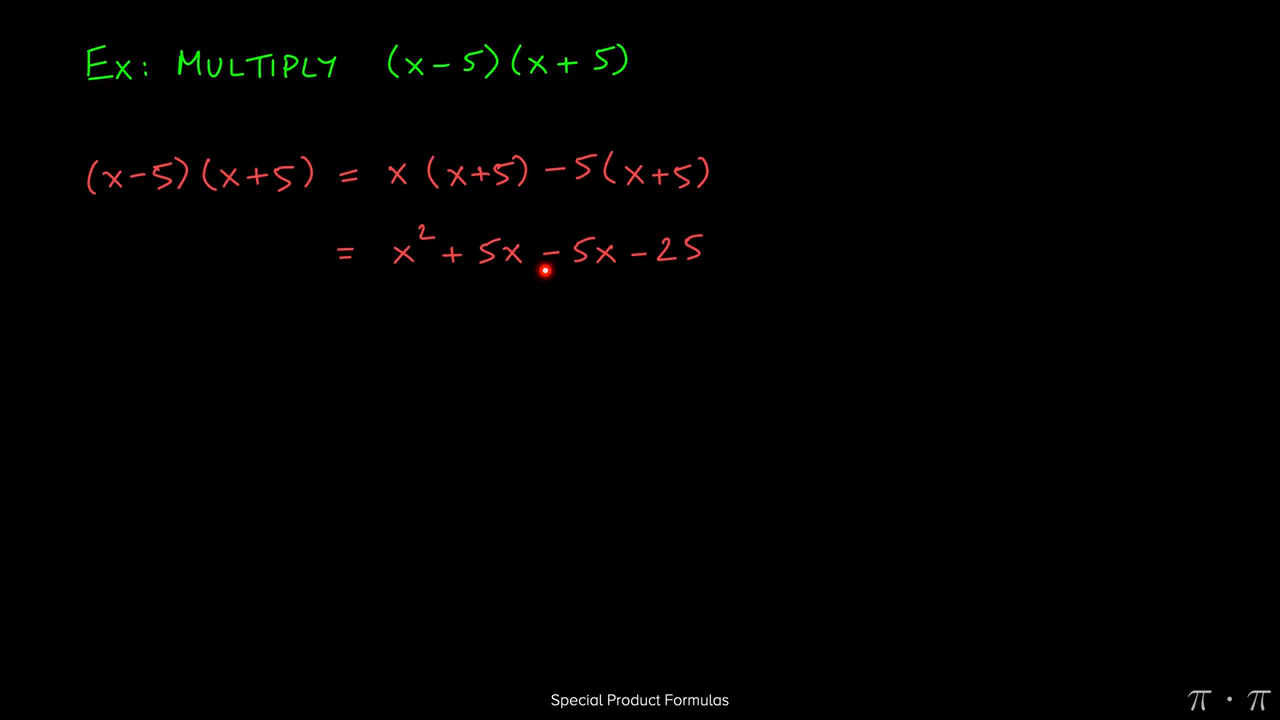 Ex: MULTIPLY (x-5)(x+5)
(x-5)(x+5) = x(x+5) -5(x+5)
= x² + 5x - 5x - 25
Special Product Formulas
π · π